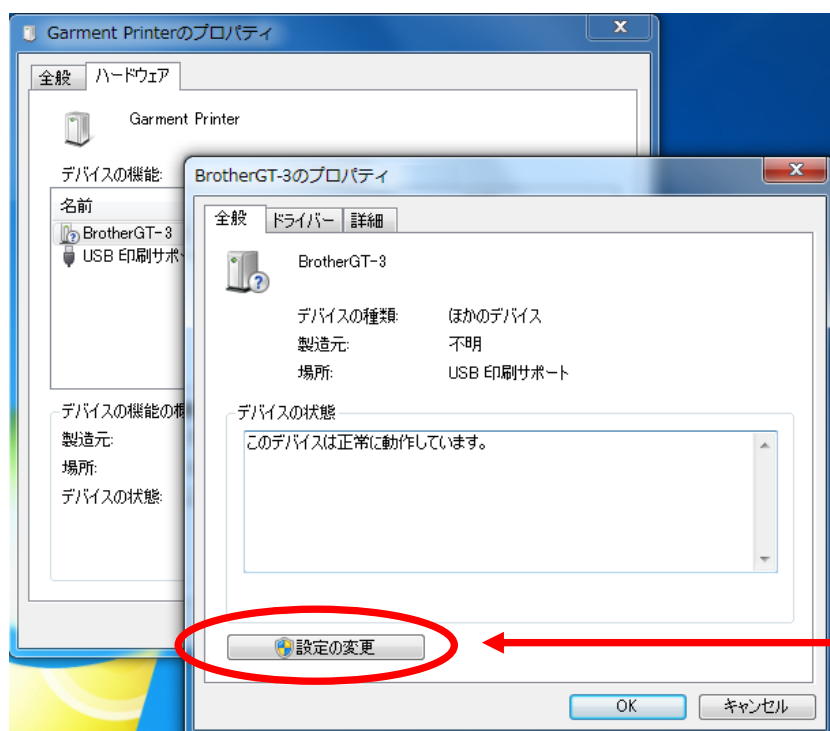 Garment Printerのプロパティ
全般 ハードウェア
Garment Printer
デバイスの機能:
名前
BrotherGT-3
USB 印刷サポ
デバイスの機能の
製造元:
場所:
デバイスの状態:
BrotherGT-3のプロパティ
全般 ドライバー 詳細
BrotherGT-3
デバイスの種類: ほかのデバイス
製造元: 不明
場所: USB 印刷サポート
デバイスの状態
このデバイスは正常に動作しています。
設定の変更
OK キャンセル